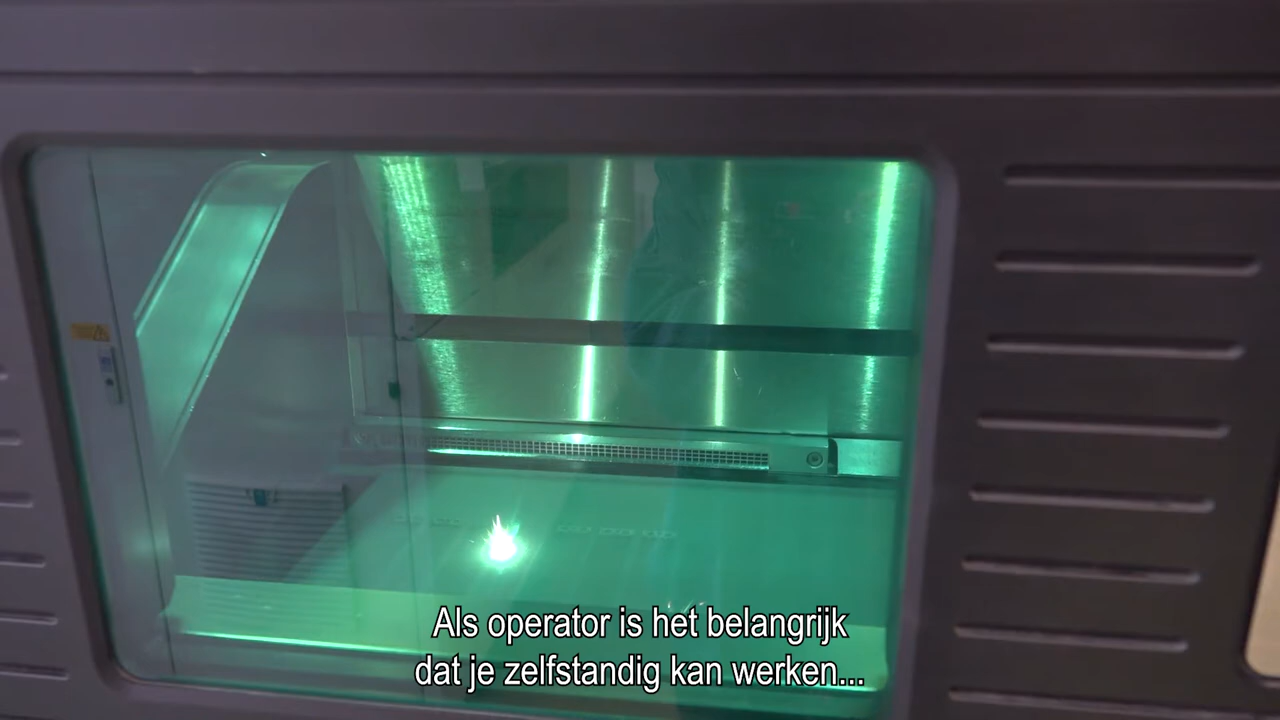 Als operator is het belangrijk
dat je zelfstandig kan werken...